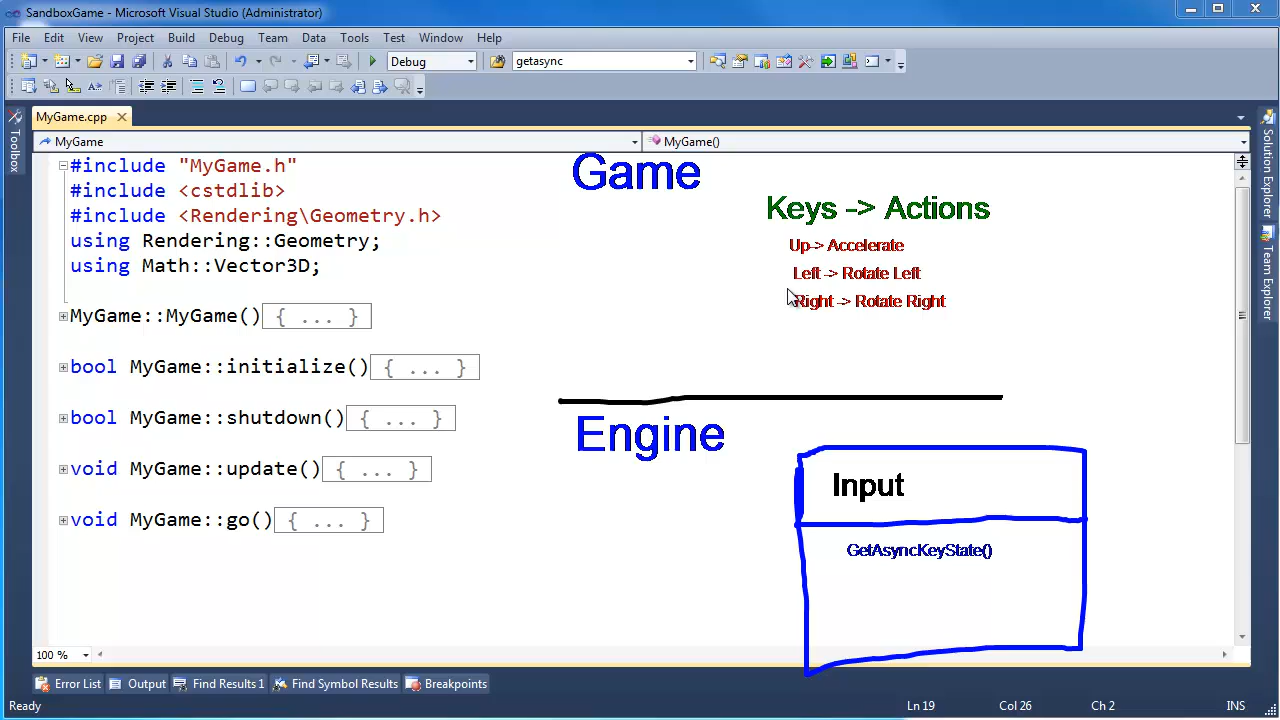 SandboxGame - Microsoft Visual Studio (Administrator)
File Edit View Project Build Debug Team Data Tools Test Window Help
Debug getasync
MyGame.cpp
MyGame MyGame()
Toolbox
Solution Explorer
Team Explorer
#include "MyGame.h"
#include <cstdlib>
#include <Rendering\Geometry.h>
using Rendering::Geometry;
using Math::Vector3D;
MyGame::MyGame(){ ... }
bool MyGame::initialize(){ ... }
bool MyGame::shutdown(){ ... }
void MyGame::update(){ ... }
void MyGame::go(){ ... }
Game
Keys -> Actions
Up-> Accelerate
Left -> Rotate Left
Right -> Rotate Right
Engine
Input
GetAsyncKeyState()
100 %
Error List Output Find Results 1 Find Symbol Results Breakpoints
Ready Ln 19 Col 26 Ch 2 INS